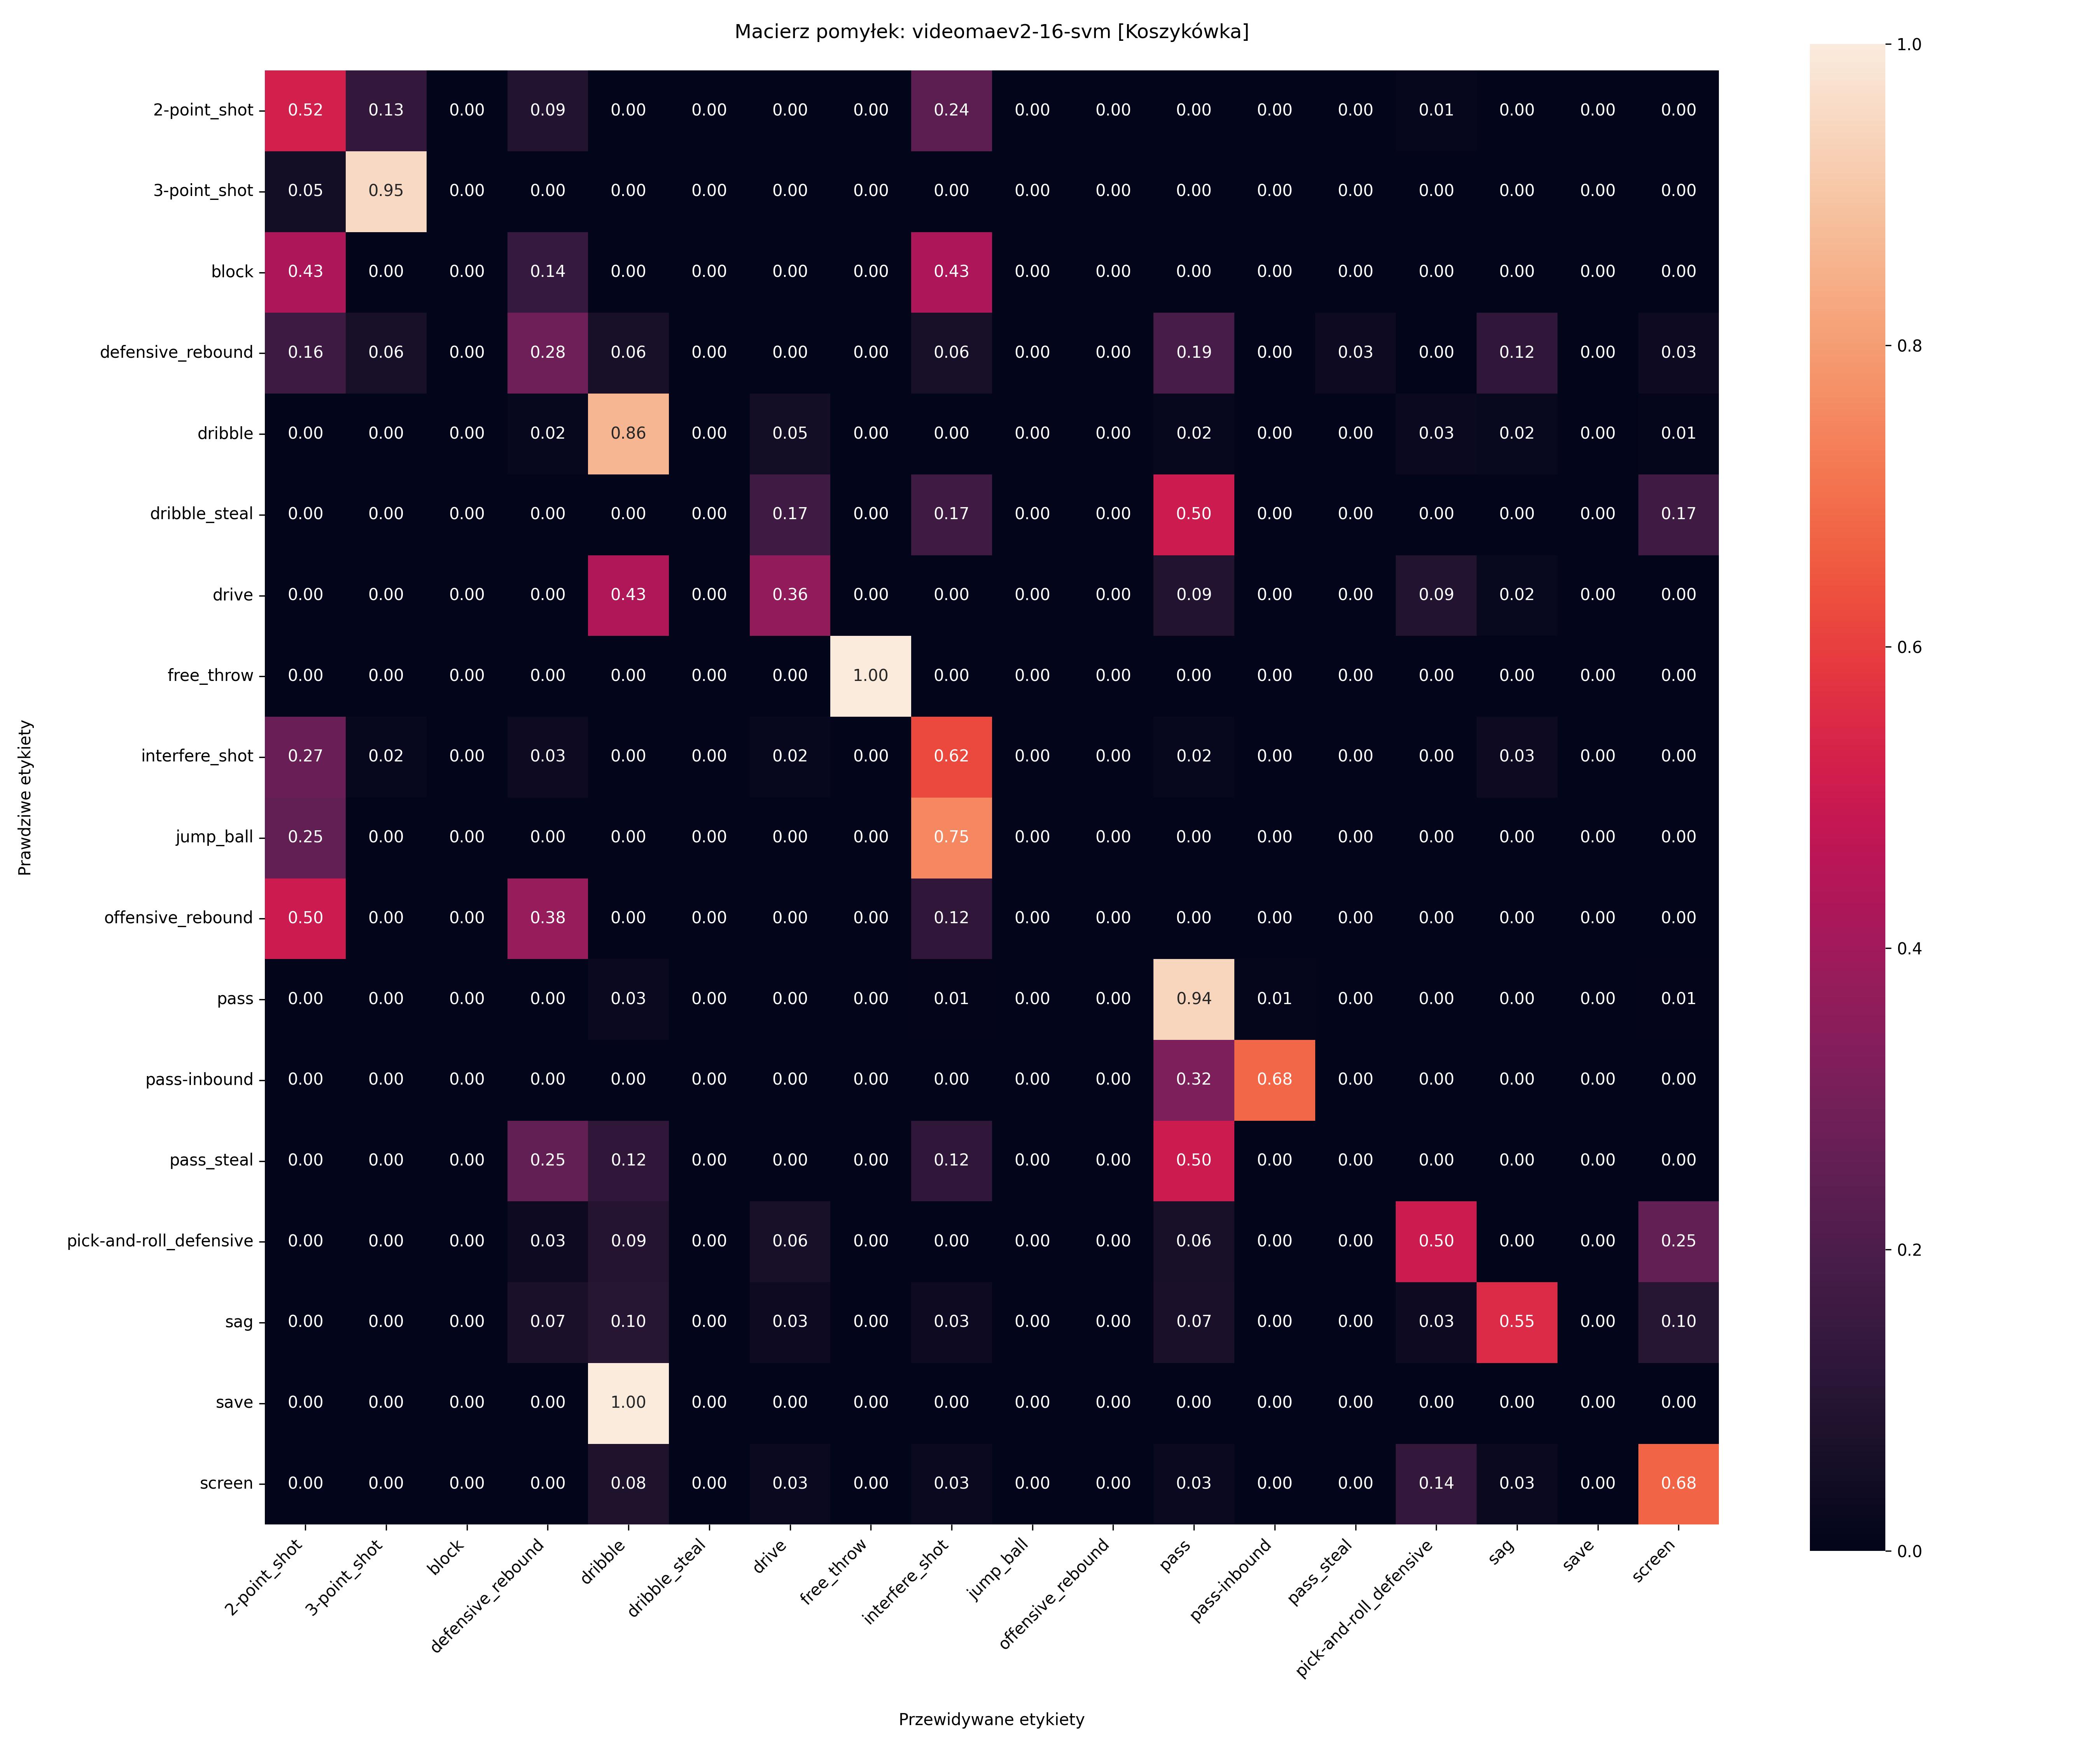 Macierz pomyłek: videomaev2-16-svm [Koszykówka]
2-point_shot 0.52 0.13 0.00 0.09 0.00 0.00 0.00 0.00 0.24 0.00 0.00 0.00 0.00 0.00 0.01 0.00 0.00 0.00
3-point_shot 0.05 0.95 0.00 0.00 0.00 0.00 0.00 0.00 0.00 0.00 0.00 0.00 0.00 0.00 0.00 0.00 0.00 0.00
block 0.43 0.00 0.00 0.14 0.00 0.00 0.00 0.00 0.43 0.00 0.00 0.00 0.00 0.00 0.00 0.00 0.00 0.00
defensive_rebound 0.16 0.06 0.00 0.28 0.06 0.00 0.00 0.00 0.06 0.00 0.00 0.19 0.00 0.03 0.00 0.12 0.00 0.03
dribble 0.00 0.00 0.00 0.02 0.86 0.00 0.05 0.00 0.00 0.00 0.00 0.02 0.00 0.00 0.03 0.02 0.00 0.01
dribble_steal 0.00 0.00 0.00 0.00 0.00 0.00 0.17 0.00 0.17 0.00 0.00 0.50 0.00 0.00 0.00 0.00 0.00 0.17
drive 0.00 0.00 0.00 0.00 0.43 0.00 0.36 0.00 0.00 0.00 0.00 0.09 0.00 0.00 0.09 0.02 0.00 0.00
free_throw 0.00 0.00 0.00 0.00 0.00 0.00 0.00 1.00 0.00 0.00 0.00 0.00 0.00 0.00 0.00 0.00 0.00 0.00
interfere_shot 0.27 0.02 0.00 0.03 0.00 0.00 0.02 0.00 0.62 0.00 0.00 0.02 0.00 0.00 0.00 0.03 0.00 0.00
jump_ball 0.25 0.00 0.00 0.00 0.00 0.00 0.00 0.00 0.75 0.00 0.00 0.00 0.00 0.00 0.00 0.00 0.00 0.00
offensive_rebound 0.50 0.00 0.00 0.38 0.00 0.00 0.00 0.00 0.12 0.00 0.00 0.00 0.00 0.00 0.00 0.00 0.00 0.00
pass 0.00 0.00 0.00 0.00 0.03 0.00 0.00 0.00 0.01 0.00 0.00 0.94 0.01 0.00 0.00 0.00 0.00 0.01
pass-inbound 0.00 0.00 0.00 0.00 0.00 0.00 0.00 0.00 0.00 0.00 0.00 0.32 0.68 0.00 0.00 0.00 0.00 0.00
pass_steal 0.00 0.00 0.00 0.25 0.12 0.00 0.00 0.00 0.12 0.00 0.00 0.50 0.00 0.00 0.00 0.00 0.00 0.00
pick-and-roll_defensive 0.00 0.00 0.00 0.03 0.09 0.00 0.06 0.00 0.00 0.00 0.00 0.06 0.00 0.00 0.50 0.00 0.00 0.25
sag 0.00 0.00 0.00 0.07 0.10 0.00 0.03 0.00 0.03 0.00 0.00 0.07 0.00 0.00 0.03 0.55 0.00 0.10
save 0.00 0.00 0.00 0.00 1.00 0.00 0.00 0.00 0.00 0.00 0.00 0.00 0.00 0.00 0.00 0.00 0.00 0.00
screen 0.00 0.00 0.00 0.00 0.08 0.00 0.03 0.00 0.03 0.00 0.00 0.03 0.00 0.00 0.14 0.03 0.00 0.68
2-point_shot
3-point_shot
block
defensive_rebound
dribble
dribble_steal
drive
free_throw
interfere_shot
jump_ball
offensive_rebound
pass
pass-inbound
pass_steal
pick-and-roll_defensive
sag
save
screen
Prawdziwe etykiety
Przewidywane etykiety
1.0
0.8
0.6
0.4
0.2
0.0